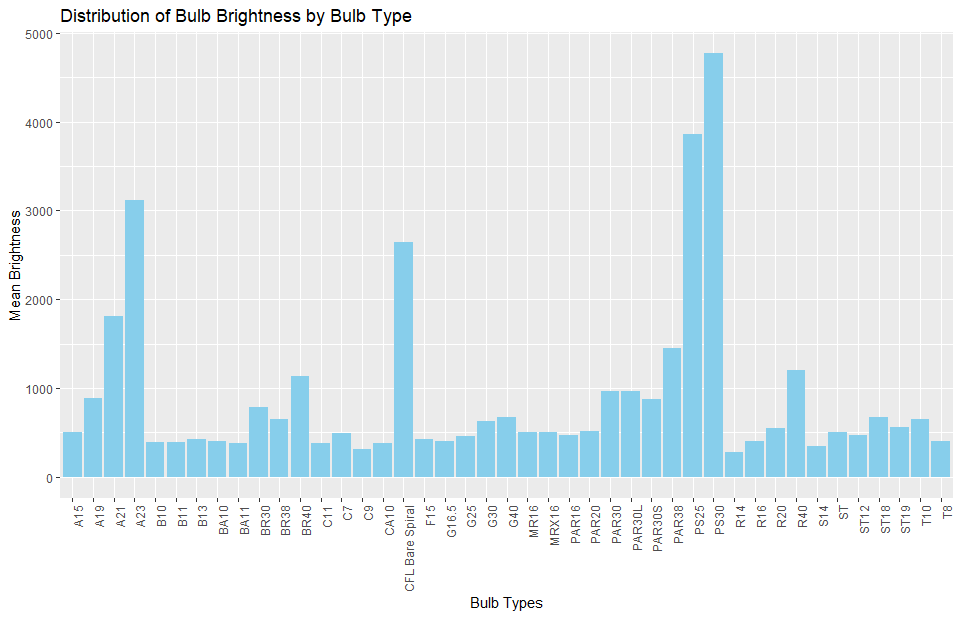 Distribution of Bulb Brightness by Bulb Type
Mean Brightness
5000
4000
3000
2000
1000
0
A15
A19
A21
A23
B10
B11
B13
BA10
BA11
BR30
BR38
BR40
C11
C7
C9
CA10
CFL Bare Spiral
F15
G16.5
G25
G30
G40
MR16
MRX16
PAR16
PAR20
PAR30
PAR30L
PAR30S
PAR38
PS25
PS30
R14
R16
R20
R40
S14
ST
ST12
ST18
ST19
T10
T8
Bulb Types